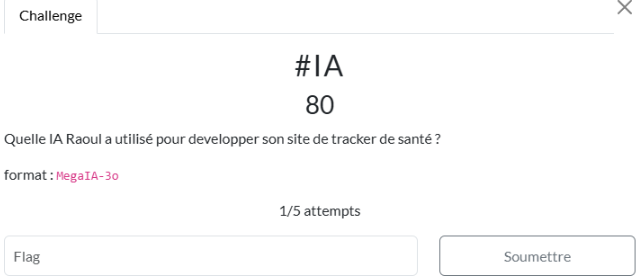 Challenge
#IA
80
Quelle IA Raoul a utilisé pour developper son site de tracker de santé ?
format : MegaIA-3o
1/5 attempts
Flag
Soumettre